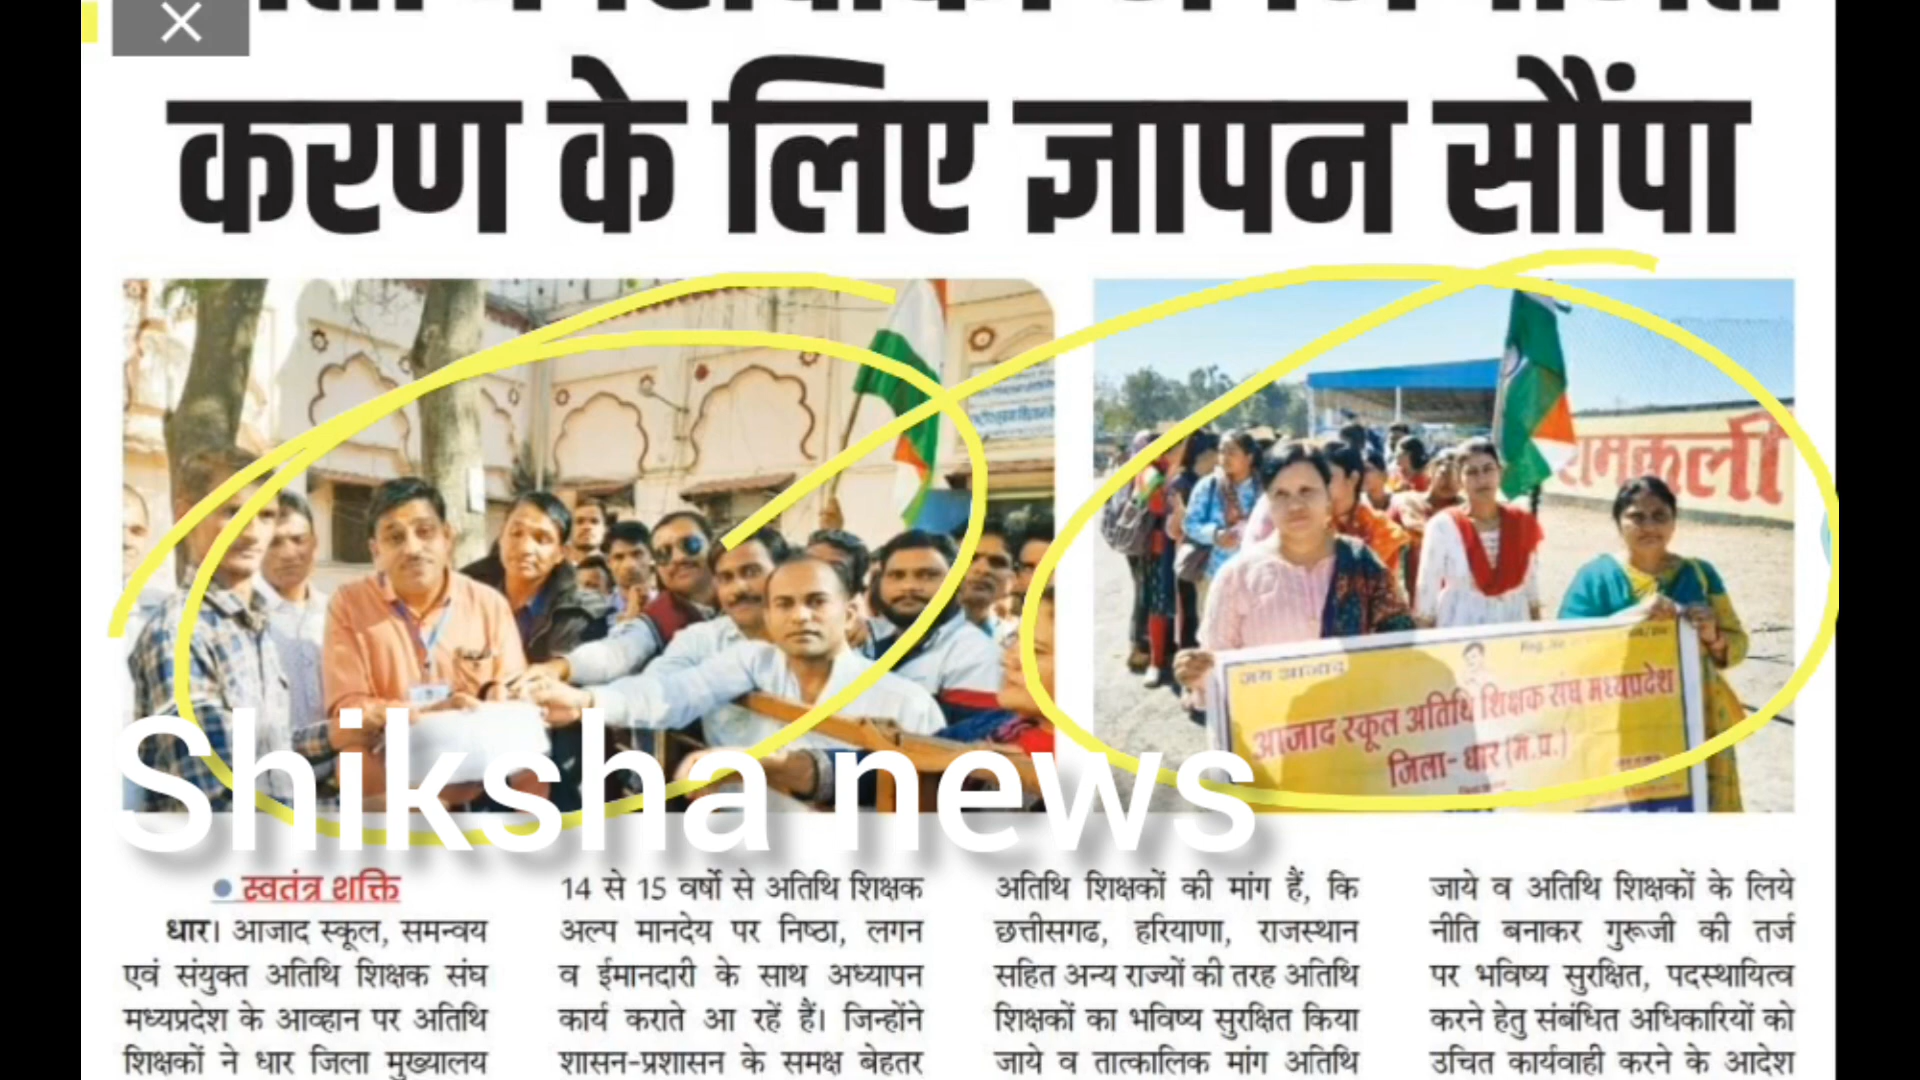 करण के लिए ज्ञापन सौंपा
रामकुली
जय आजाद
आजाद स्कूल अतिथि शिक्षक संघ मध्यप्रदेश
जिला- धार (म.प्र.)
Shiksha news
स्वतंत्र शक्ति
धार। आजाद स्कूल, समन्वय
एवं संयुक्त अतिथि शिक्षक संघ
मध्यप्रदेश के आव्हान पर अतिथि
शिक्षकों ने धार जिला मुख्यालय
14 से 15 वर्षो से अतिथि शिक्षक
अल्प मानदेय पर निष्ठा, लगन
व ईमानदारी के साथ अध्यापन
कार्य कराते आ रहें हैं। जिन्होंने
शासन-प्रशासन के समक्ष बेहतर
अतिथि शिक्षकों की मांग हैं, कि
छत्तीसगढ, हरियाणा, राजस्थान
सहित अन्य राज्यों की तरह अतिथि
शिक्षकों का भविष्य सुरक्षित किया
जाये व तात्कालिक मांग अतिथि
जाये व अतिथि शिक्षकों के लिये
नीति बनाकर गुरूजी की तर्ज
पर भविष्य सुरक्षित, पदस्थायित्व
करने हेतु संबंधित अधिकारियों को
उचित कार्यवाही करने के आदेश